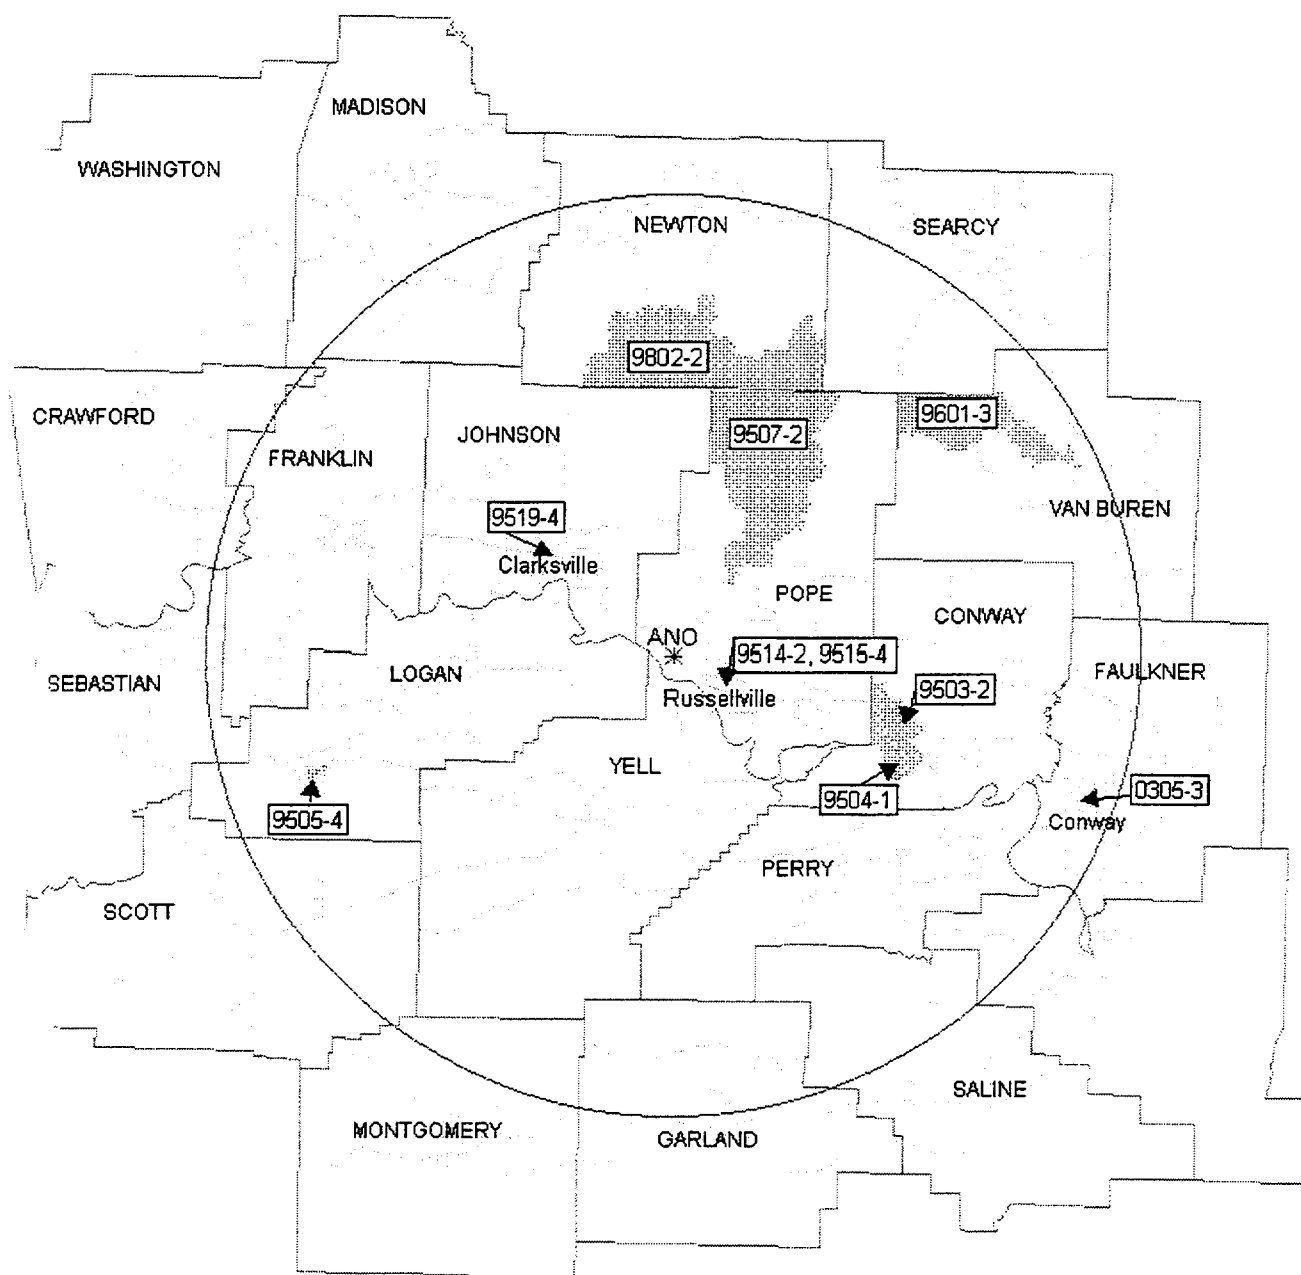 MADISON
WASHINGTON
NEWTON
SEARCY
9802-2
CRAWFORD
9601-3
JOHNSON
9507-2
FRANKLIN
VAN BUREN
9519-4
Clarksville
POPE
CONWAY
ANO
9514-2, 9515-4
LOGAN
FAULKNER
SEBASTIAN
9503-2
Russellville
YELL
0305-3
9504-1
9505-4
Conway
PERRY
SCOTT
SALINE
MONTGOMERY
GARLAND